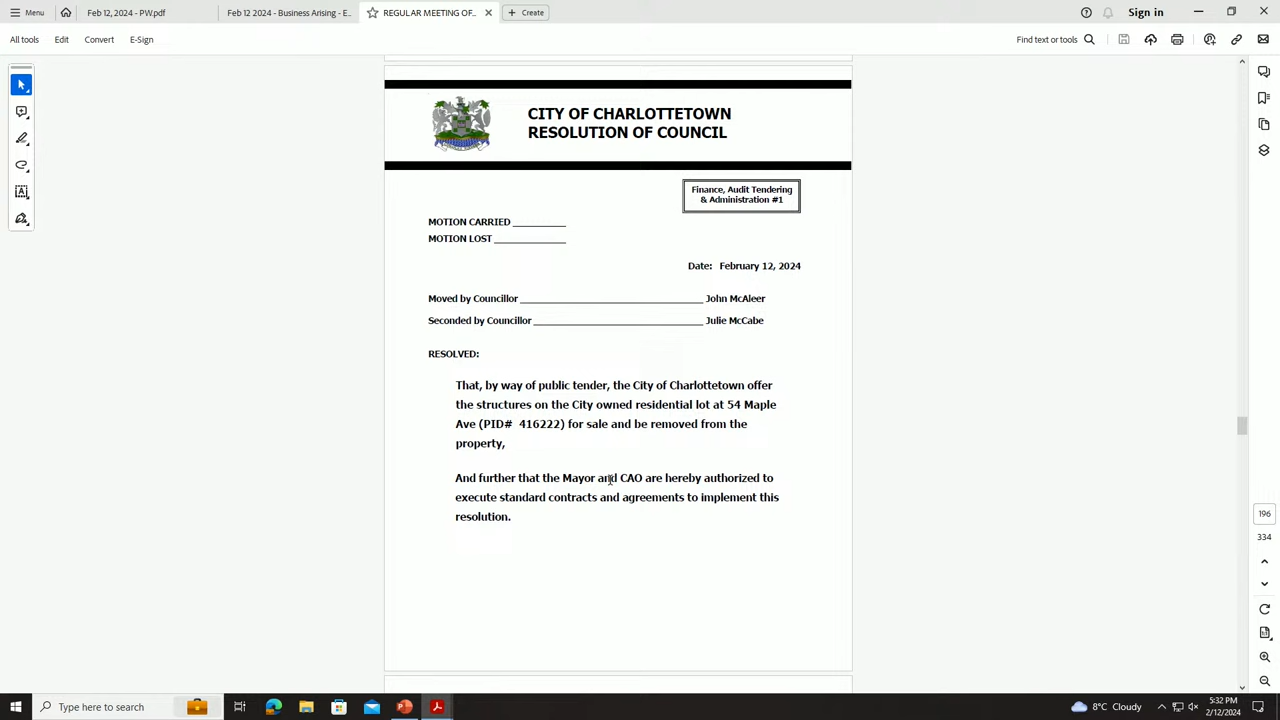 Menu
Feb 12, 2024 - PW.pdf
Feb 12 2024 - Business Arising - E...
REGULAR MEETING OF...
Create
Sign in
All tools
Edit
Convert
E-Sign
Find text or tools
CITY OF CHARLOTTETOWN
RESOLUTION OF COUNCIL
Finance, Audit Tendering
& Administration #1
MOTION CARRIED __________
MOTION LOST _____________
Date: February 12, 2024
Moved by Councillor _________________________________ John McAleer
Seconded by Councillor ______________________________ Julie McCabe
RESOLVED:
That, by way of public tender, the City of Charlottetown offer
the structures on the City owned residential lot at 54 Maple
Ave (PID# 416222) for sale and be removed from the
property,
And further that the Mayor and CAO are hereby authorized to
execute standard contracts and agreements to implement this
resolution.
196
334
Type here to search
8°C Cloudy
5:32 PM
2/12/2024